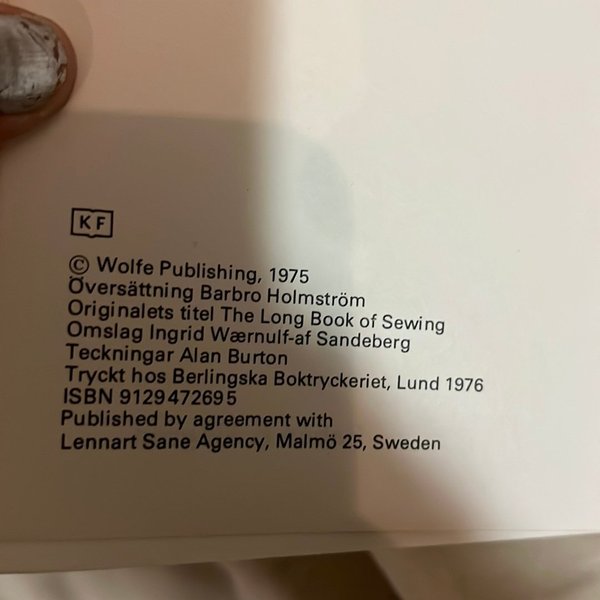 KF
© Wolfe Publishing, 1975
Översättning Barbro Holmström
Originalets titel The Long Book of Sewing
Omslag Ingrid Wærnulf-af Sandeberg
Teckningar Alan Burton
Tryckt hos Berlingska Boktryckeriet, Lund 1976
ISBN 9129472695
Published by agreement with
Lennart Sane Agency, Malmö 25, Sweden